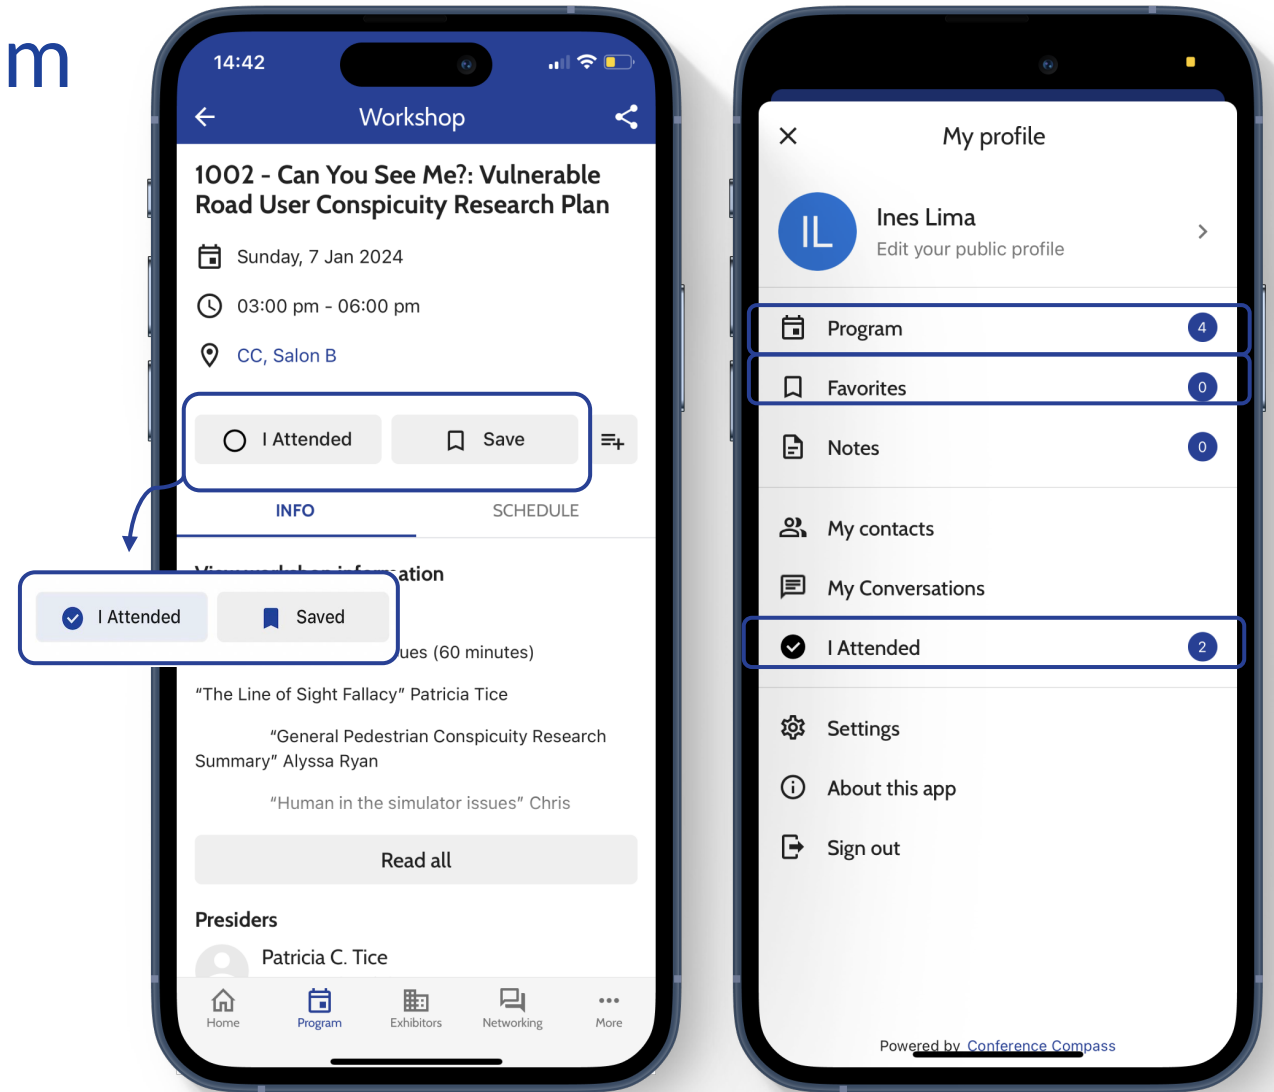 m
14:42
Workshop
1002 - Can You See Me?: Vulnerable
Road User Conspicuity Research Plan
Sunday, 7 Jan 2024
03:00 pm - 06:00 pm
CC, Salon B
I Attended
Save
INFO
SCHEDULE
View workshop information
I Attended
Saved
ues (60 minutes)
“The Line of Sight Fallacy” Patricia Tice
“General Pedestrian Conspicuity Research
Summary” Alyssa Ryan
“Human in the simulator issues” Chris
Read all
Presiders
Patricia C. Tice
Home
Program
Exhibitors
Networking
More
My profile
IL
Ines Lima
Edit your public profile
Program
4
Favorites
0
Notes
0
My contacts
My Conversations
I Attended
2
Settings
About this app
Sign out
Powered by Conference Compass